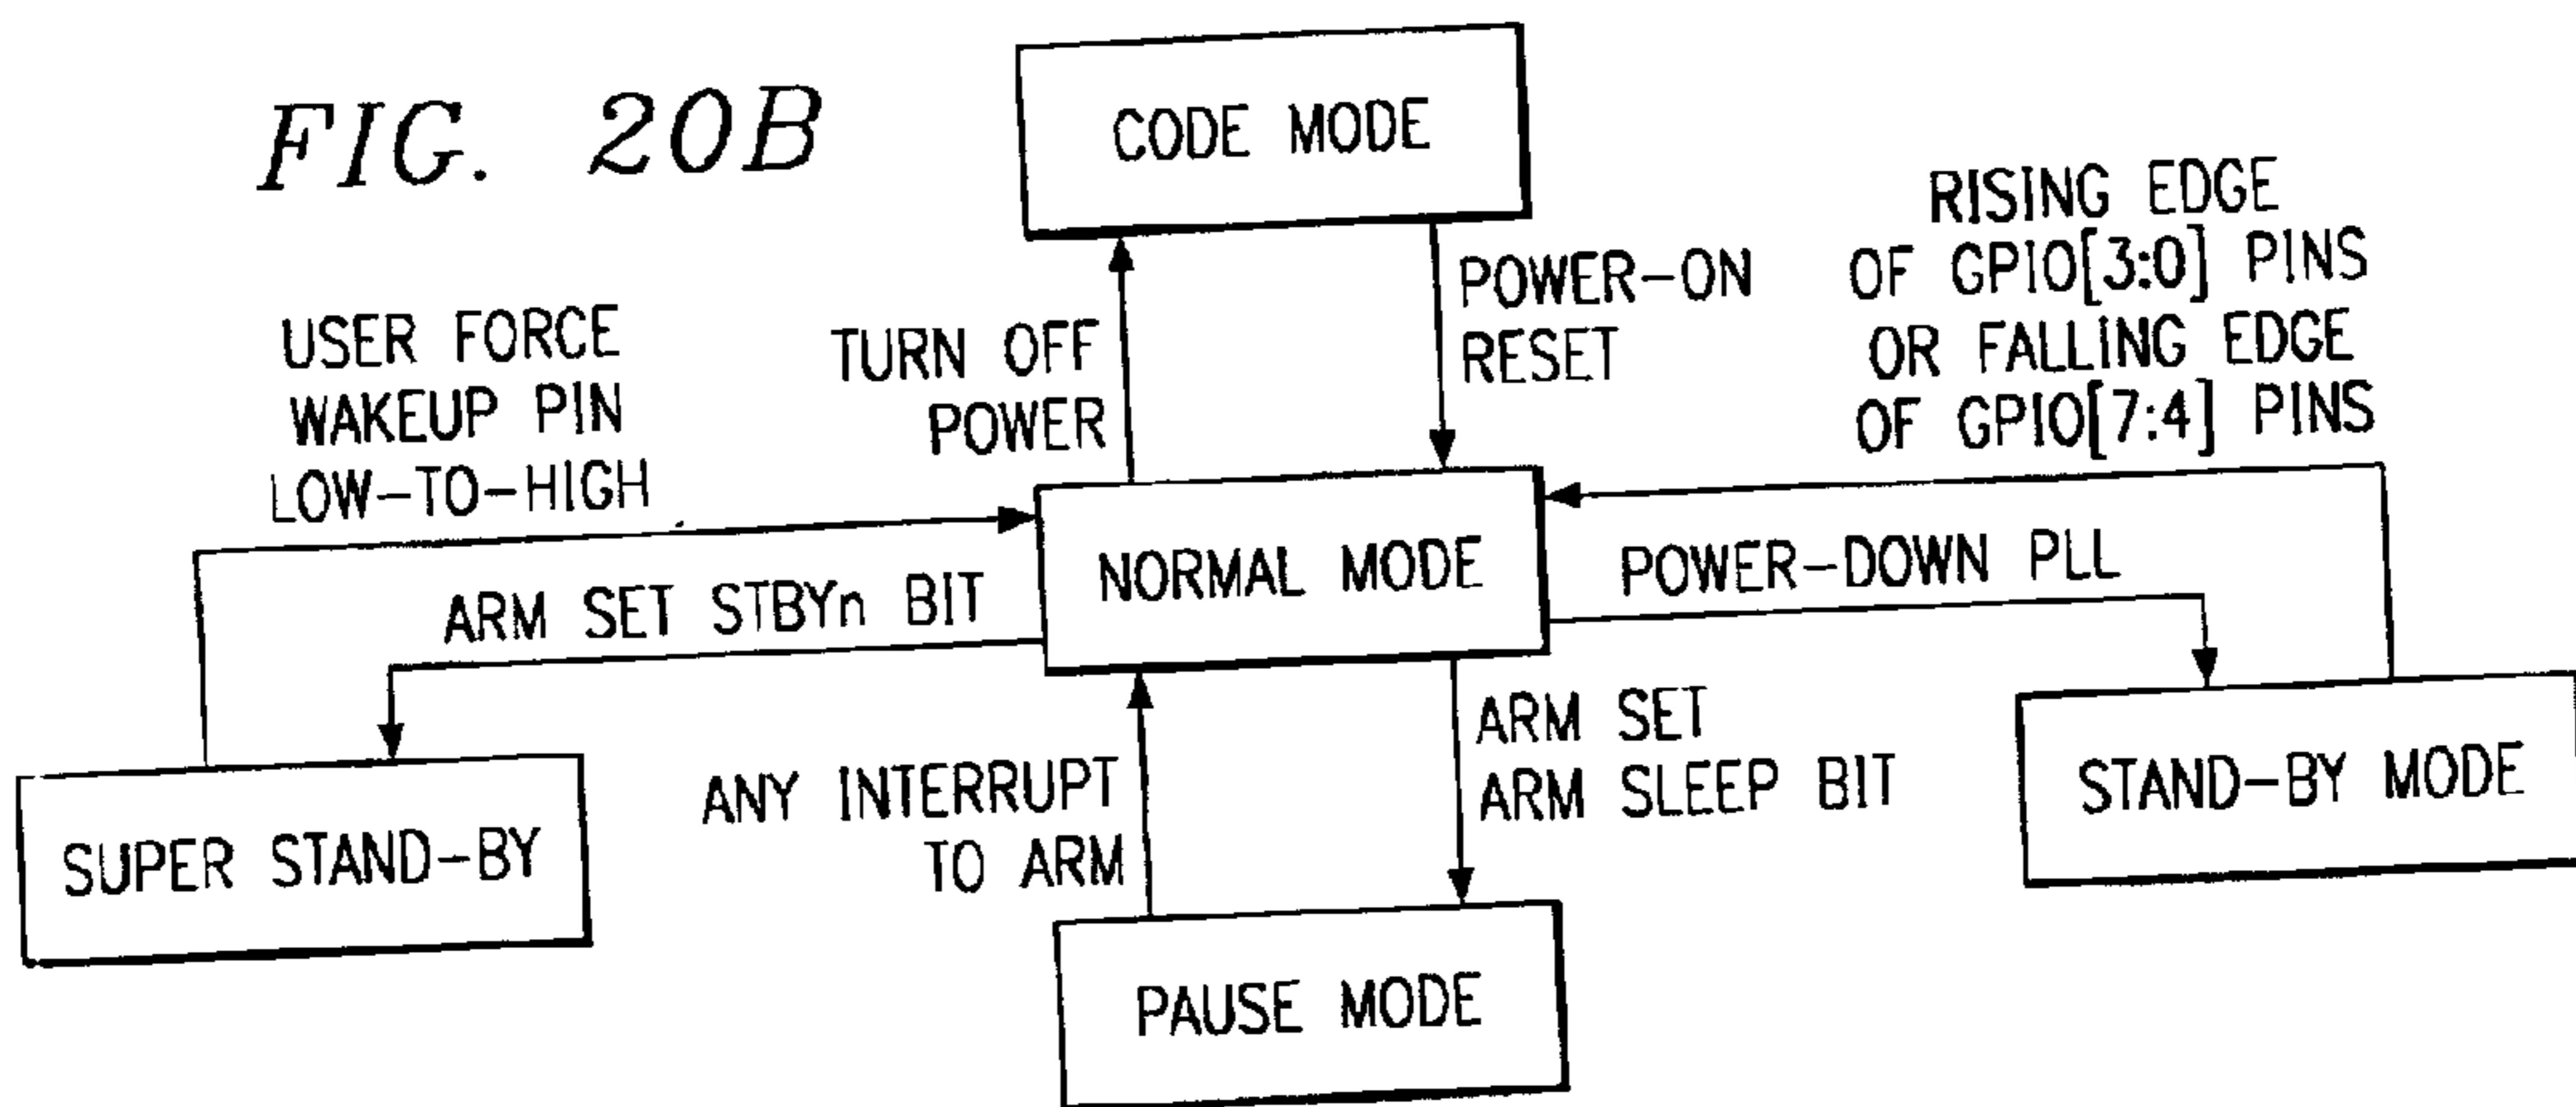 FIG. 20B
CODE MODE
TURN OFF
POWER
POWER-ON
RESET
RISING EDGE
OF GPIO[3:0] PINS
OR FALLING EDGE
OF GPIO[7:4] PINS
USER FORCE
WAKEUP PIN
LOW-TO-HIGH
ARM SET STBYn BIT
NORMAL MODE
POWER-DOWN PLL
SUPER STAND-BY
ANY INTERRUPT
TO ARM
ARM SET
ARM SLEEP BIT
STAND-BY MODE
PAUSE MODE